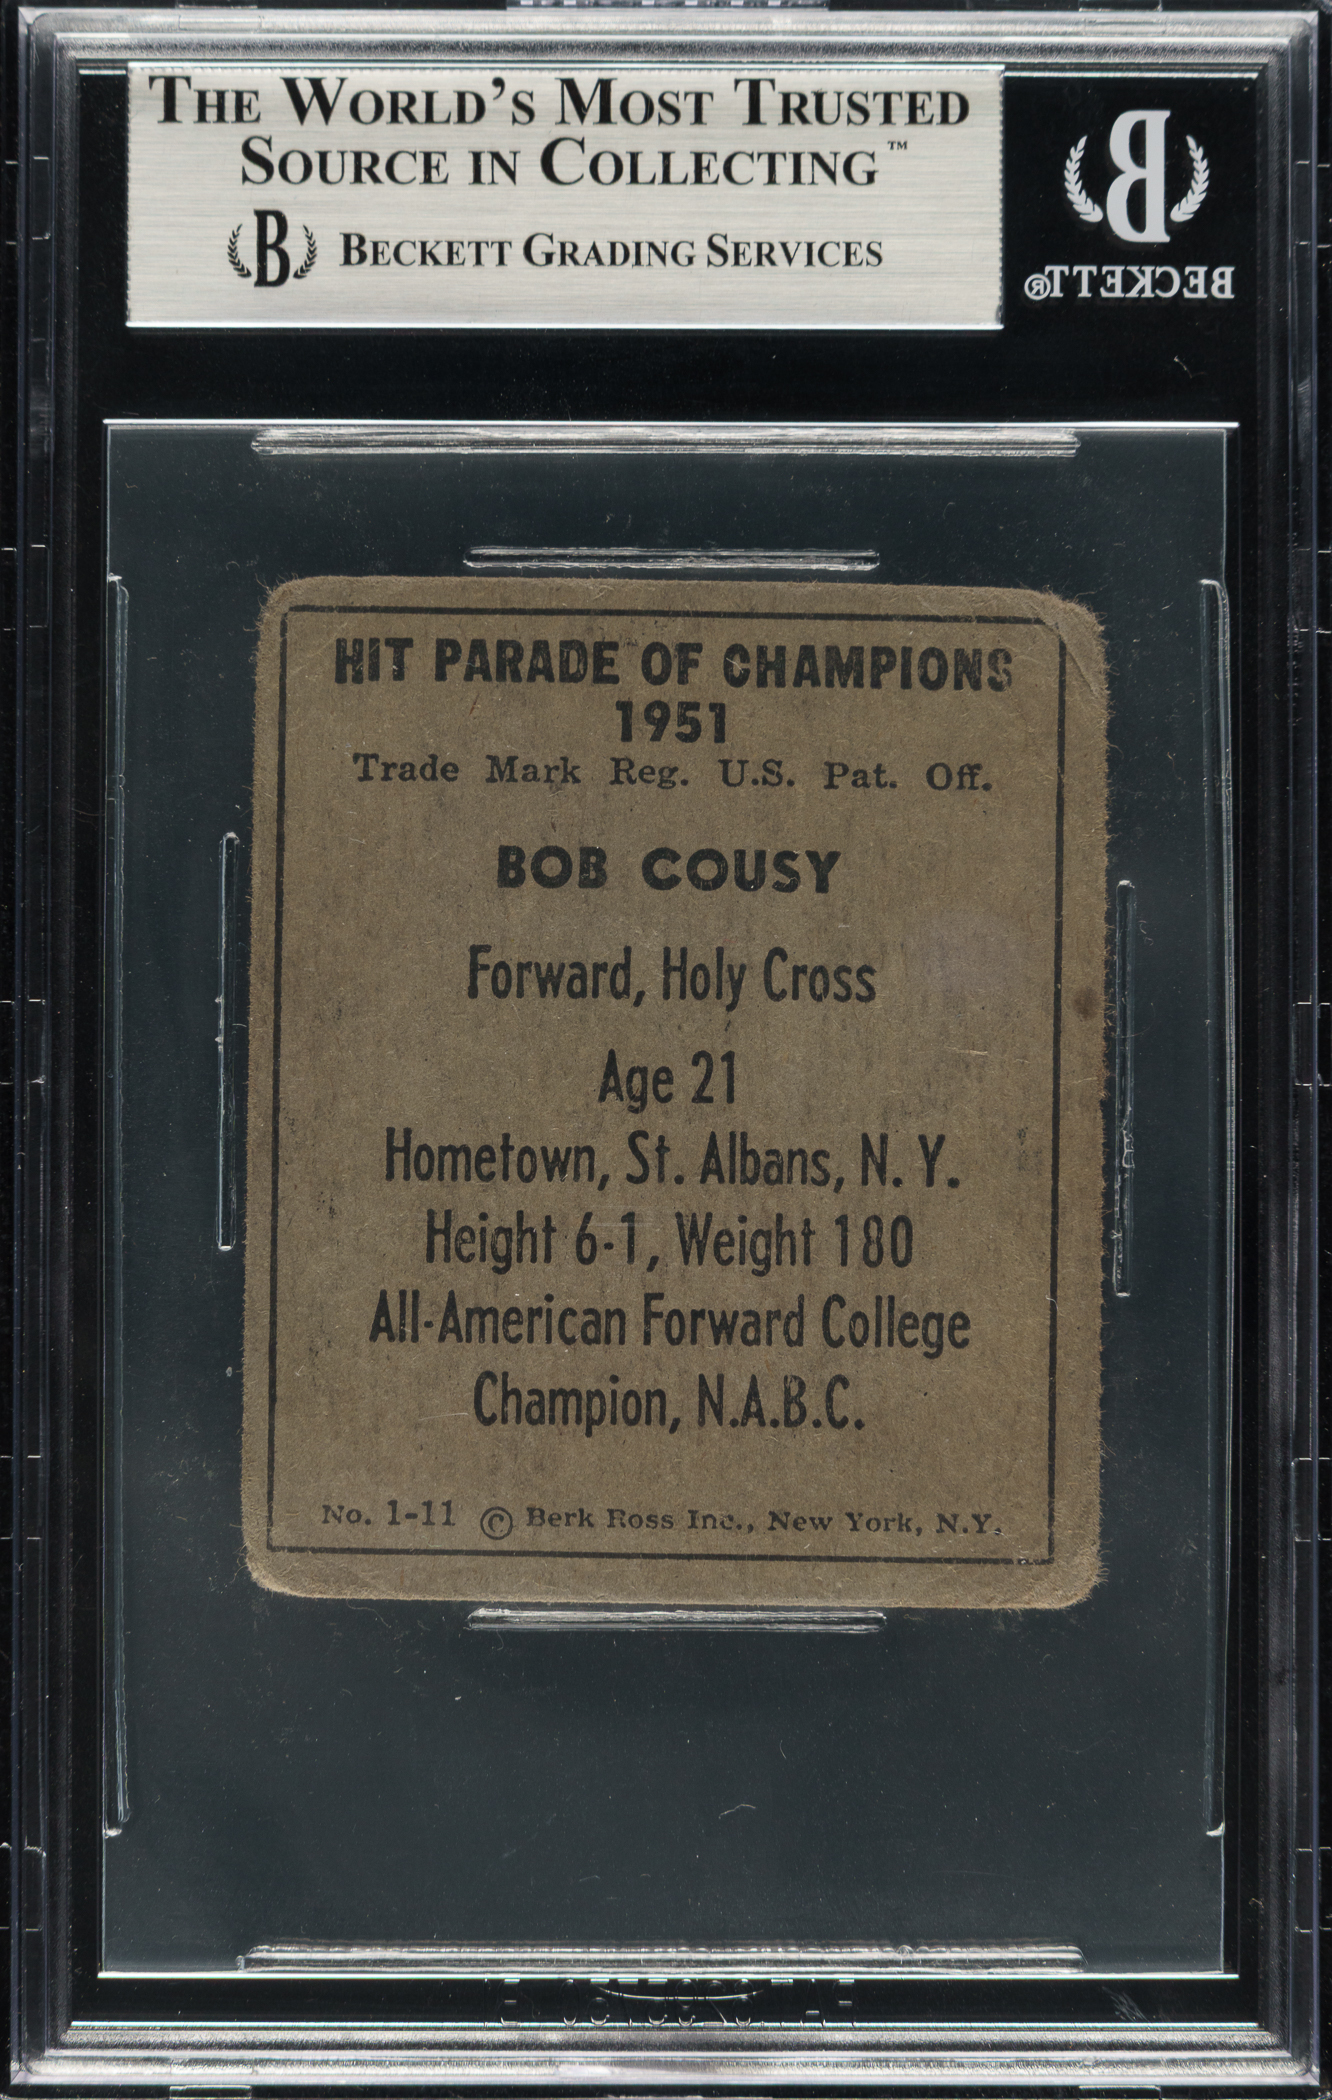 THE WORLD'S MOST TRUSTED
SOURCE IN COLLECTING™
B BECKETT GRADING SERVICES
B
BECKETT®
HIT PARADE OF CHAMPIONS
1951
Trade Mark Reg. U.S. Pat. Off.
BOB COUSY
Forward, Holy Cross
Age 21
Hometown, St. Albans, N. Y.
Height 6-1, Weight 180
All-American Forward College
Champion, N.A.B.C.
No. 1-11 © Berk Ross Inc., New York, N.Y.